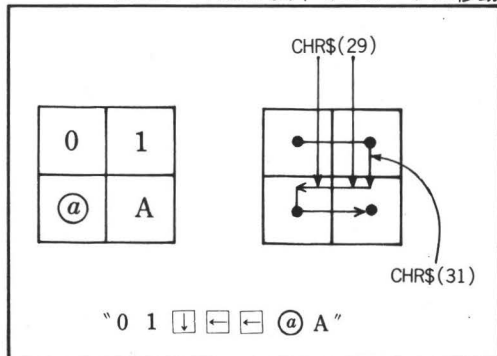 CHR$(29)
0 1
ⓐ A
CHR$(31)
"0 1 ↓ ← ← ⓐ A"